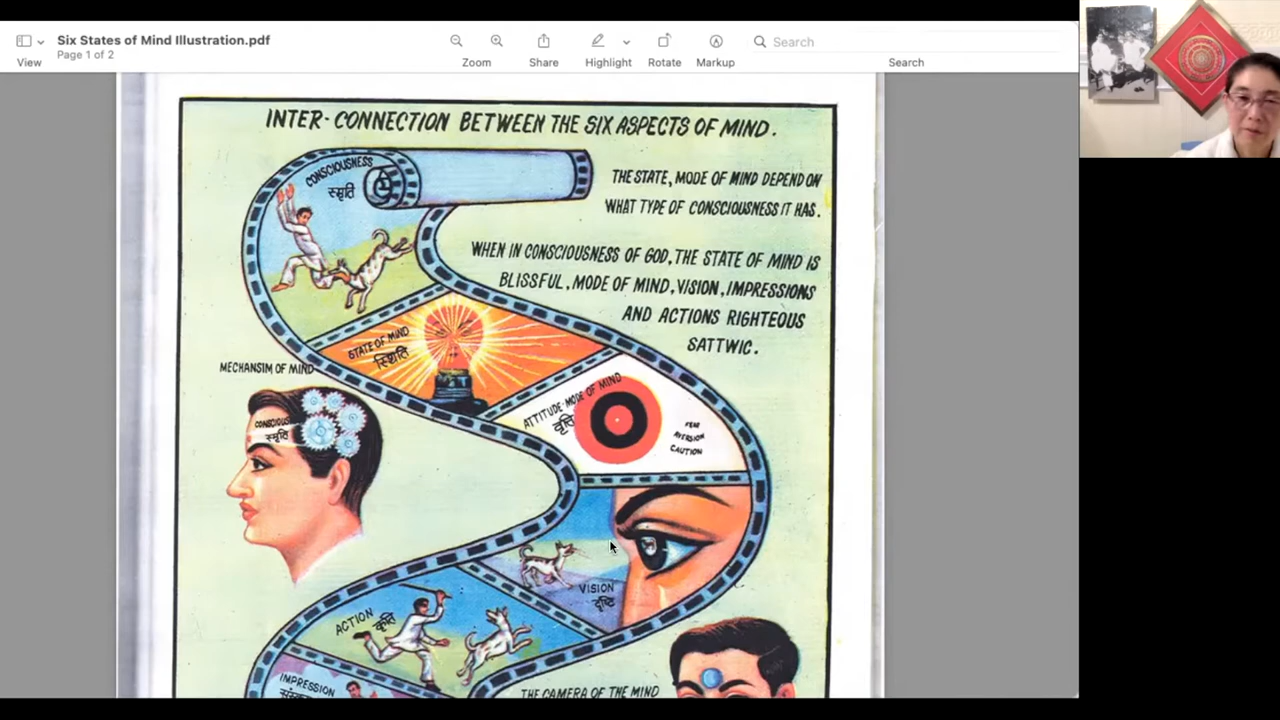 Six States of Mind Illustration.pdf
Page 1 of 2
View
Zoom
Share
Highlight
Rotate
Markup
Search
Search
INTER- CONNECTION BETWEEN THE SIX ASPECTS OF MIND.
CONSCIOUSNESS
स्मृति
THE STATE, MODE OF MIND DEPEND ON
WHAT TYPE OF CONSCIOUSNESS IT HAS.
WHEN IN CONSCIOUSNESS OF GOD, THE STATE OF MIND IS
BLISSFUL, MODE OF MIND, VISION, IMPRESSIONS
AND ACTIONS RIGHTEOUS
SATTWIC.
STATE OF MIND
स्थिति
MECHANSIM OF MIND
ATTITUDE-MODE OF MIND
वृत्ति
FEAR
AVERSION
CAUTION
CONSCIOUS
स्मृति
VISION
दृष्टि
ACTION
कृति
IMPRESSION
THE CAMERA OF THE MIND